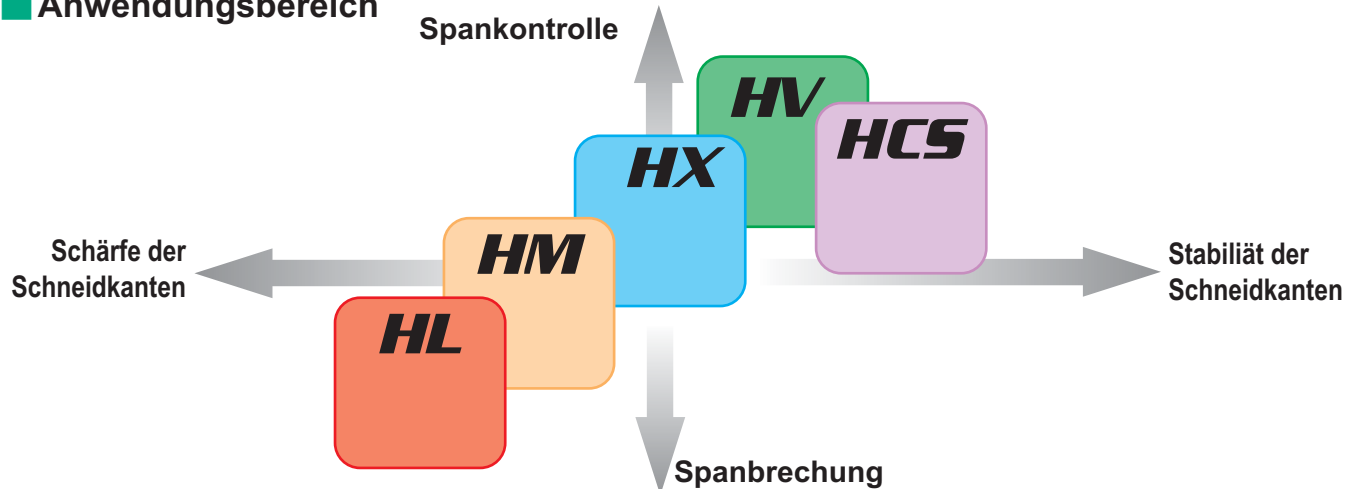 Anwendungsbereich
Spankontrolle
HV
HCS
HX
Schärfe der
Schneidkanten
HM
Stabiliät der
Schneidkanten
HL
Spanbrechung